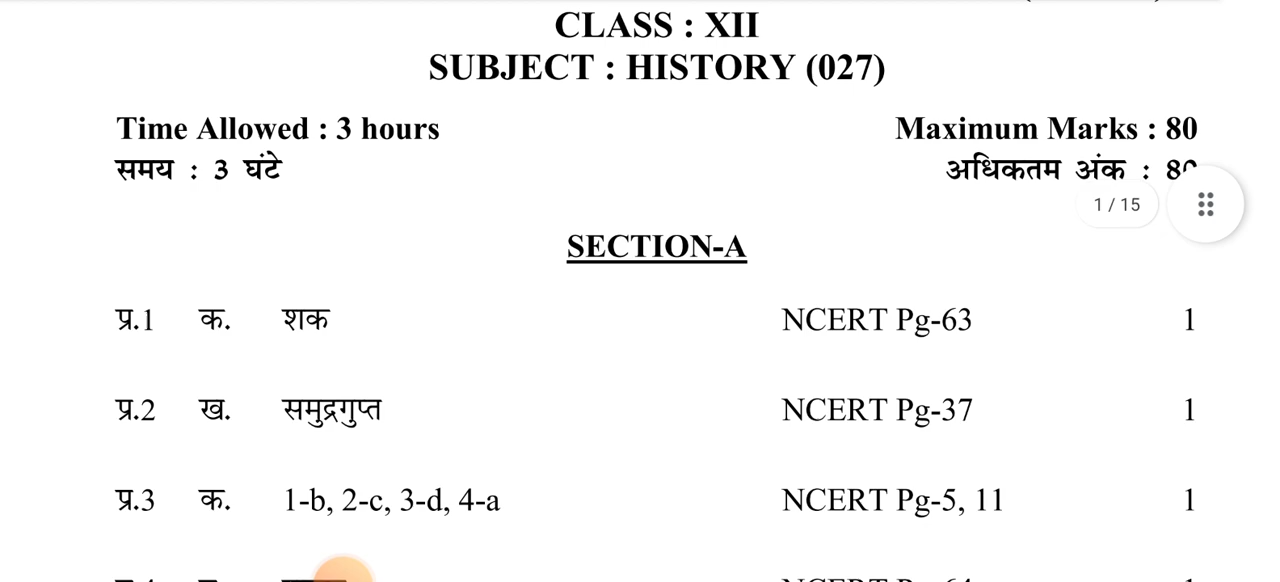 CLASS : XII
SUBJECT : HISTORY (027)
Time Allowed : 3 hours Maximum Marks : 80
समय : 3 घंटे अधिकतम अंक :
1 / 15
SECTION-A
प्र.1 क. शक NCERT Pg-63 1
प्र.2 ख. समुद्रगुप्त NCERT Pg-37 1
प्र.3 क. 1-b, 2-c, 3-d, 4-a NCERT Pg-5, 11 1